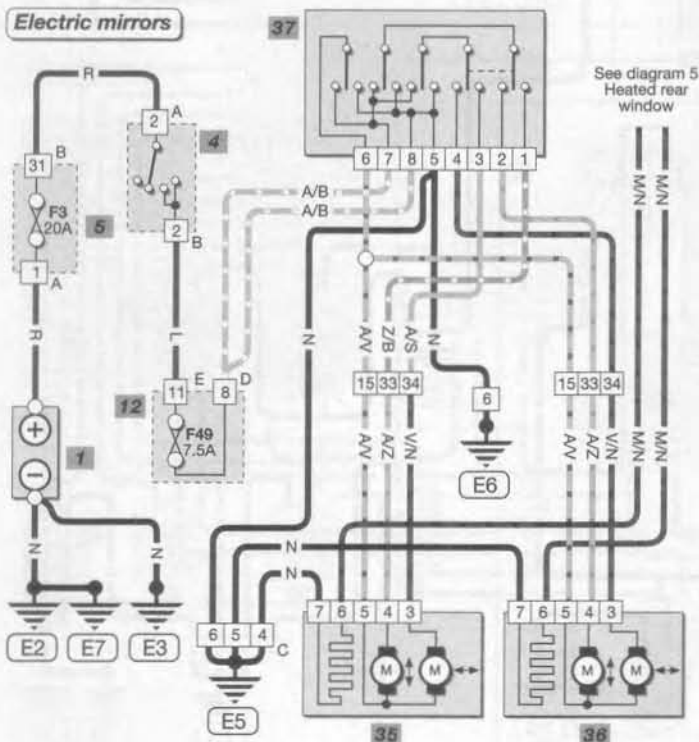 Electric mirrors
37
See diagram 5
Heated rear
window
R
2 A
4
31 B
F3
20A
5
1 A
2 B
6 7 8 5 4 3 2 1
A/B
A/B
M/N M/N
R
L
N
A/V Z/B A/S
N
15 33 34
15 33 34
11 E 8 D
12
F49
7.5A
6
E6
A/V A/Z V/N
A/V A/Z V/N
M/N M/N
+
-
1
N
N
N
N
7 6 5 4 3
7 6 5 4 3
E2 E7 E3
6 5 4 C
E5
M M
M M
35
36